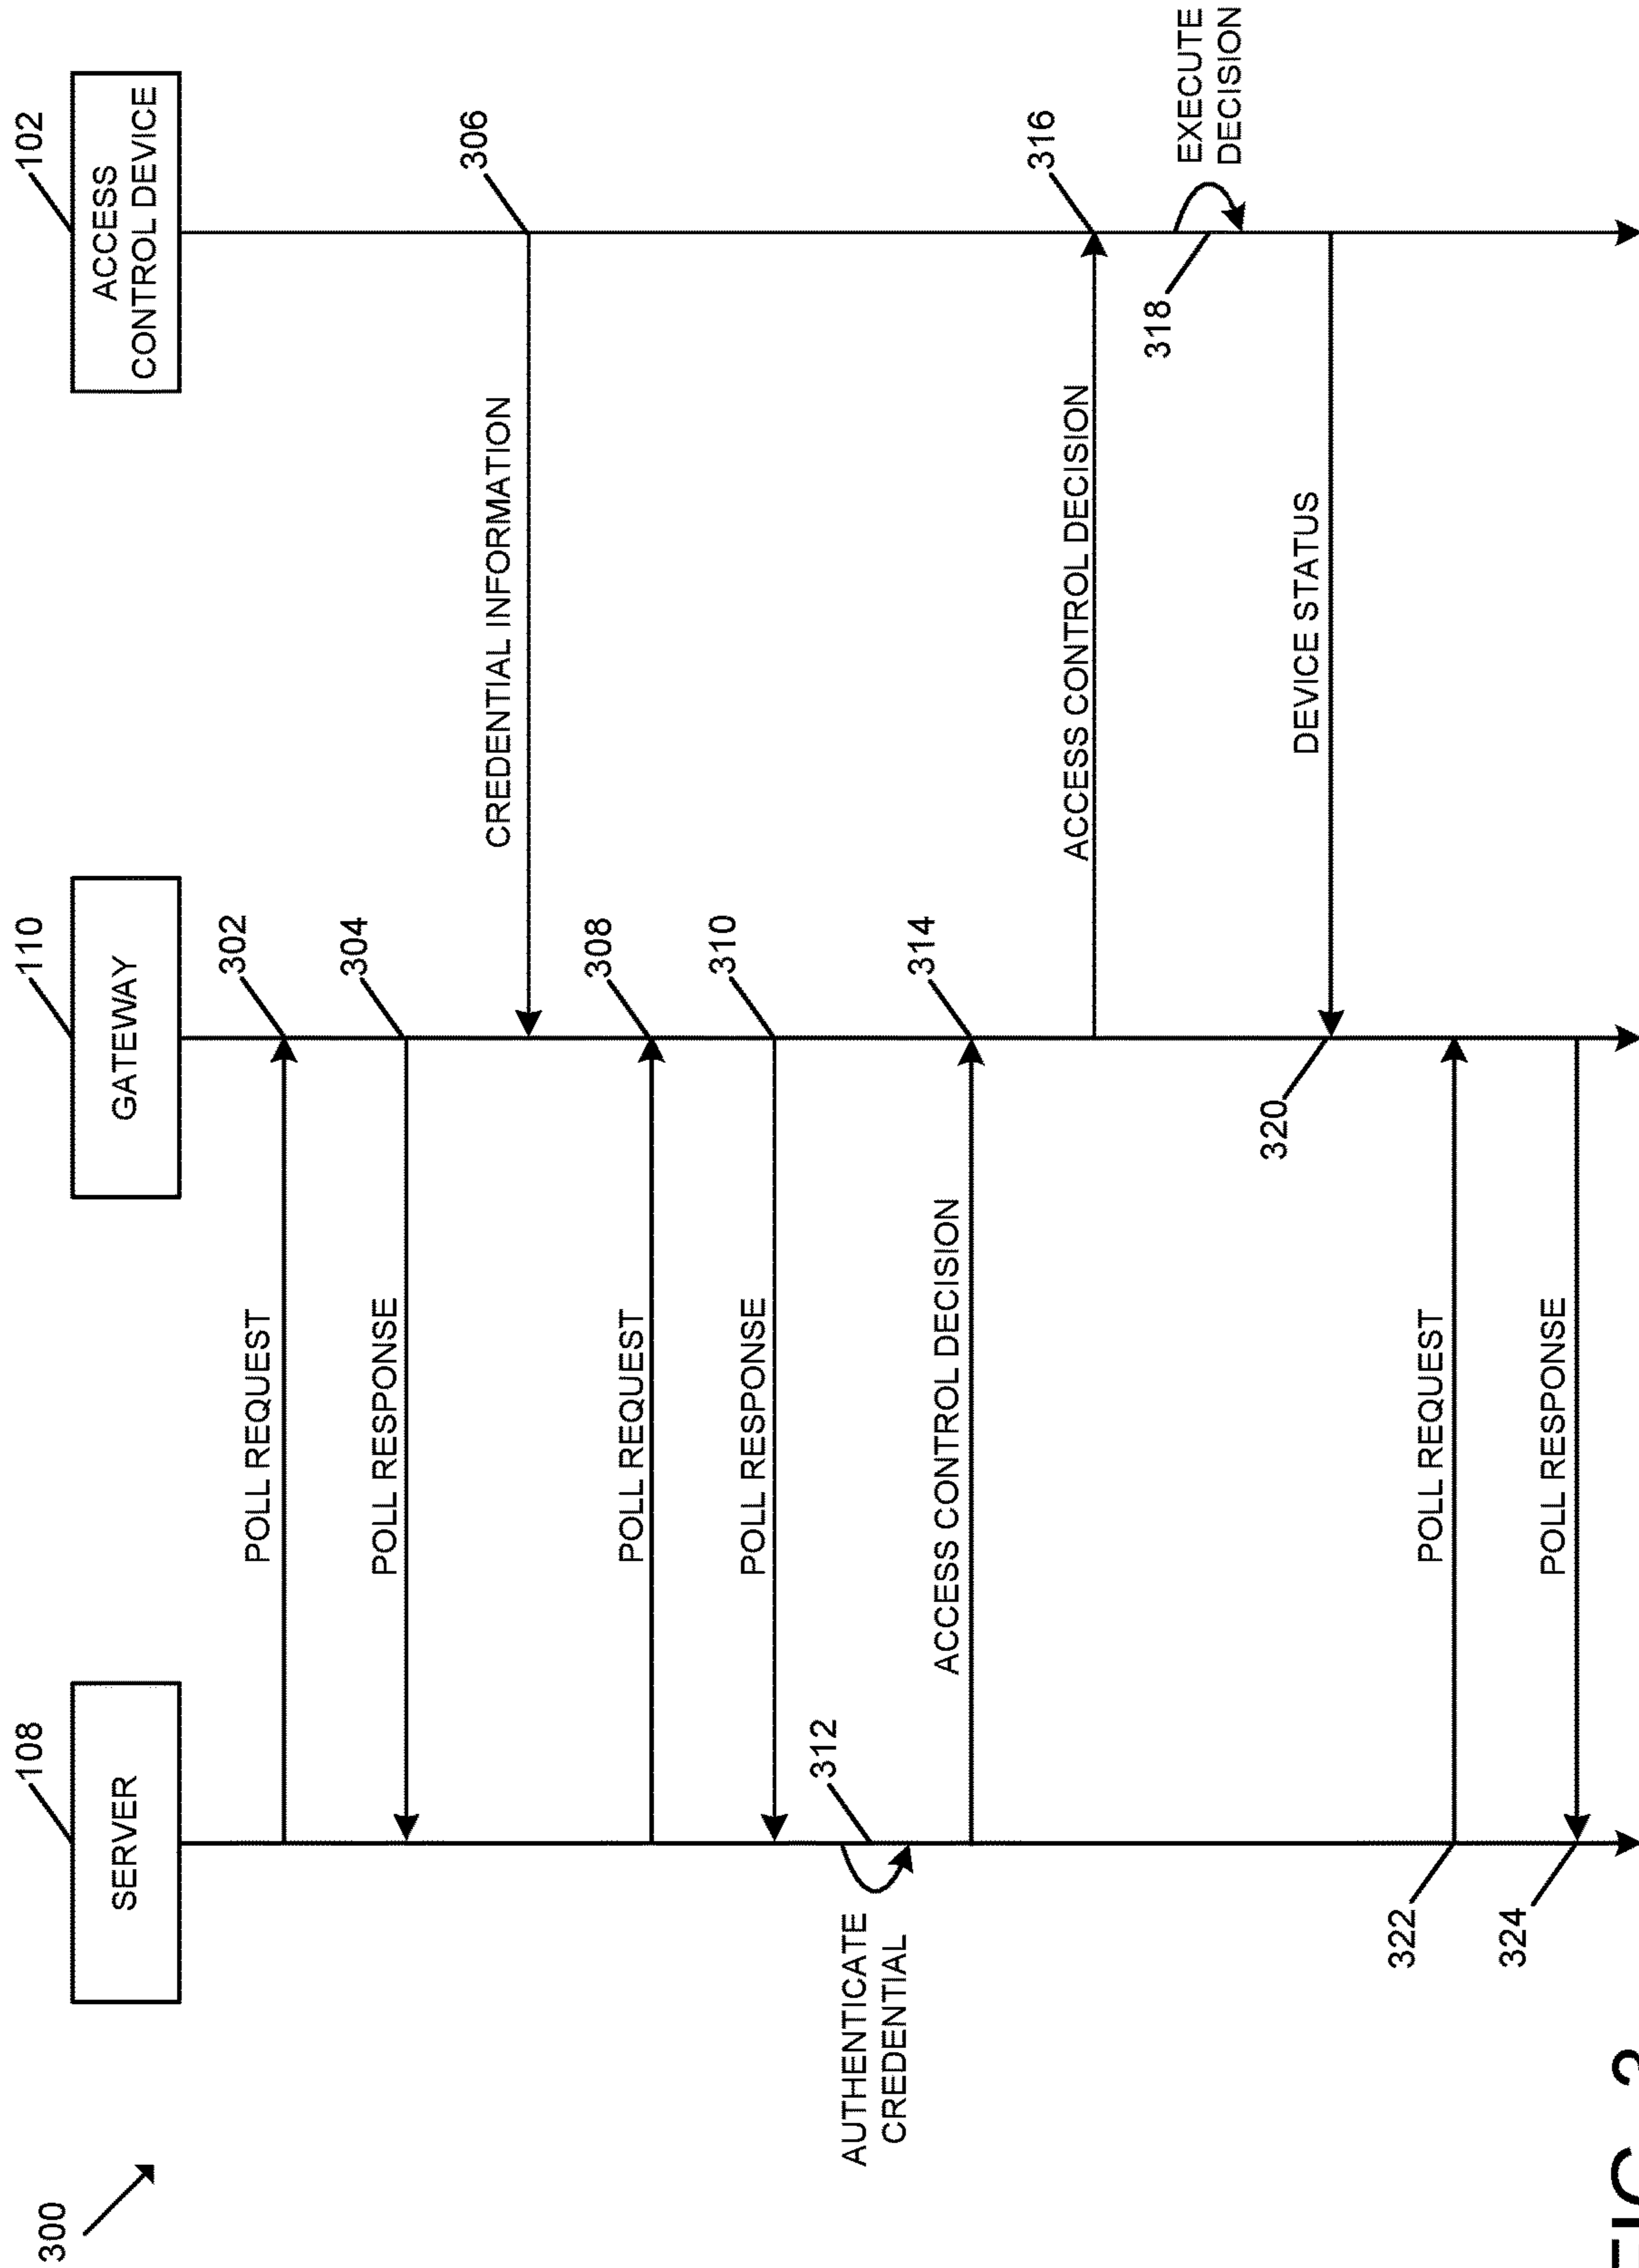 300
108
110
102
SERVER
GATEWAY
ACCESS
CONTROL DEVICE
302
POLL REQUEST
304
POLL RESPONSE
306
CREDENTIAL INFORMATION
308
POLL REQUEST
310
POLL RESPONSE
312
AUTHENTICATE
CREDENTIAL
314
ACCESS CONTROL DECISION
316
ACCESS CONTROL DECISION
318
EXECUTE
DECISION
320
DEVICE STATUS
322
POLL REQUEST
324
POLL RESPONSE
FIG. 3